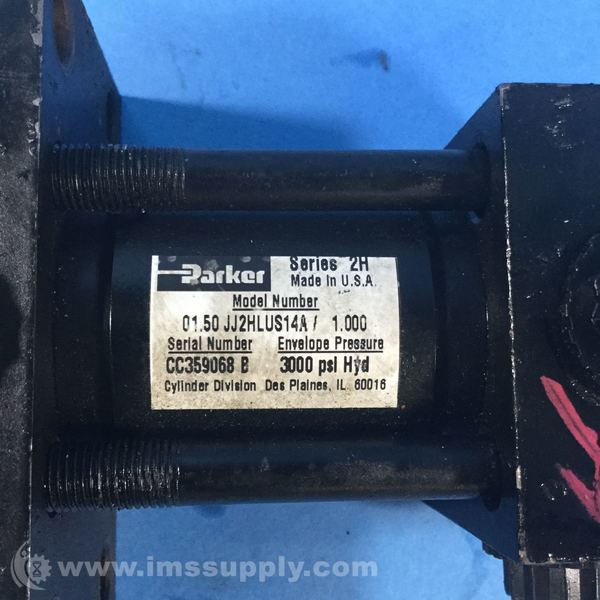 Parker
Series 2H
Made in U.S.A.
Model Number
01.50 JJ2HLUS14A / 1.000
Serial Number Envelope Pressure
CC359068 B 3000 psi Hyd
Cylinder Division Des Plaines, IL 60016
www.imssupply.com